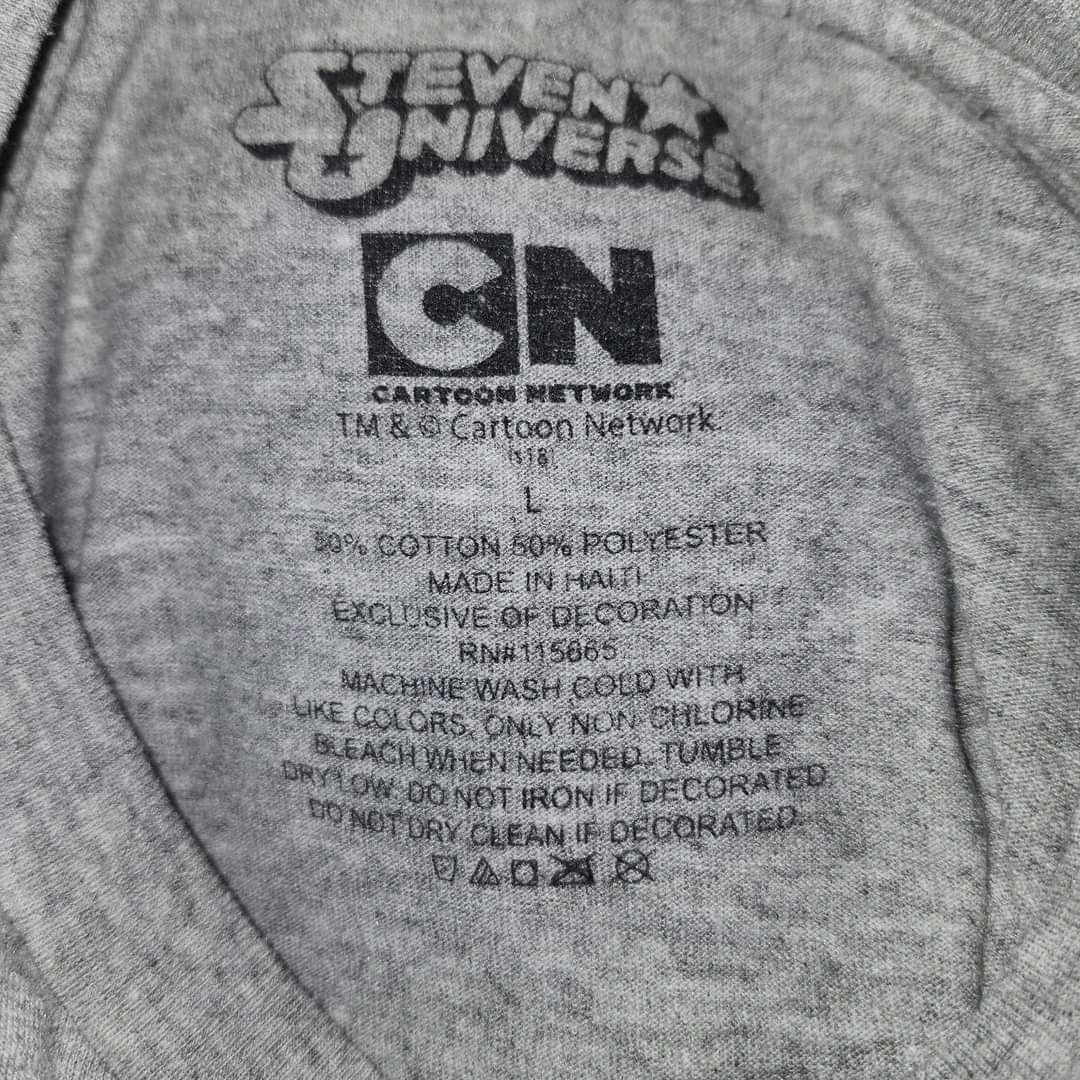 STEVEN
UNIVERSE
CN
CARTOON NETWORK
TM & © Cartoon Network.
(s18)
L
50% COTTON 50% POLYESTER
MADE IN HAITI
EXCLUSIVE OF DECORATION
RN#115665
MACHINE WASH COLD WITH
LIKE COLORS. ONLY NON CHLORINE
BLEACH WHEN NEEDED. TUMBLE
DRY LOW. DO NOT IRON IF DECORATED.
DO NOT DRY CLEAN IF DECORATED.